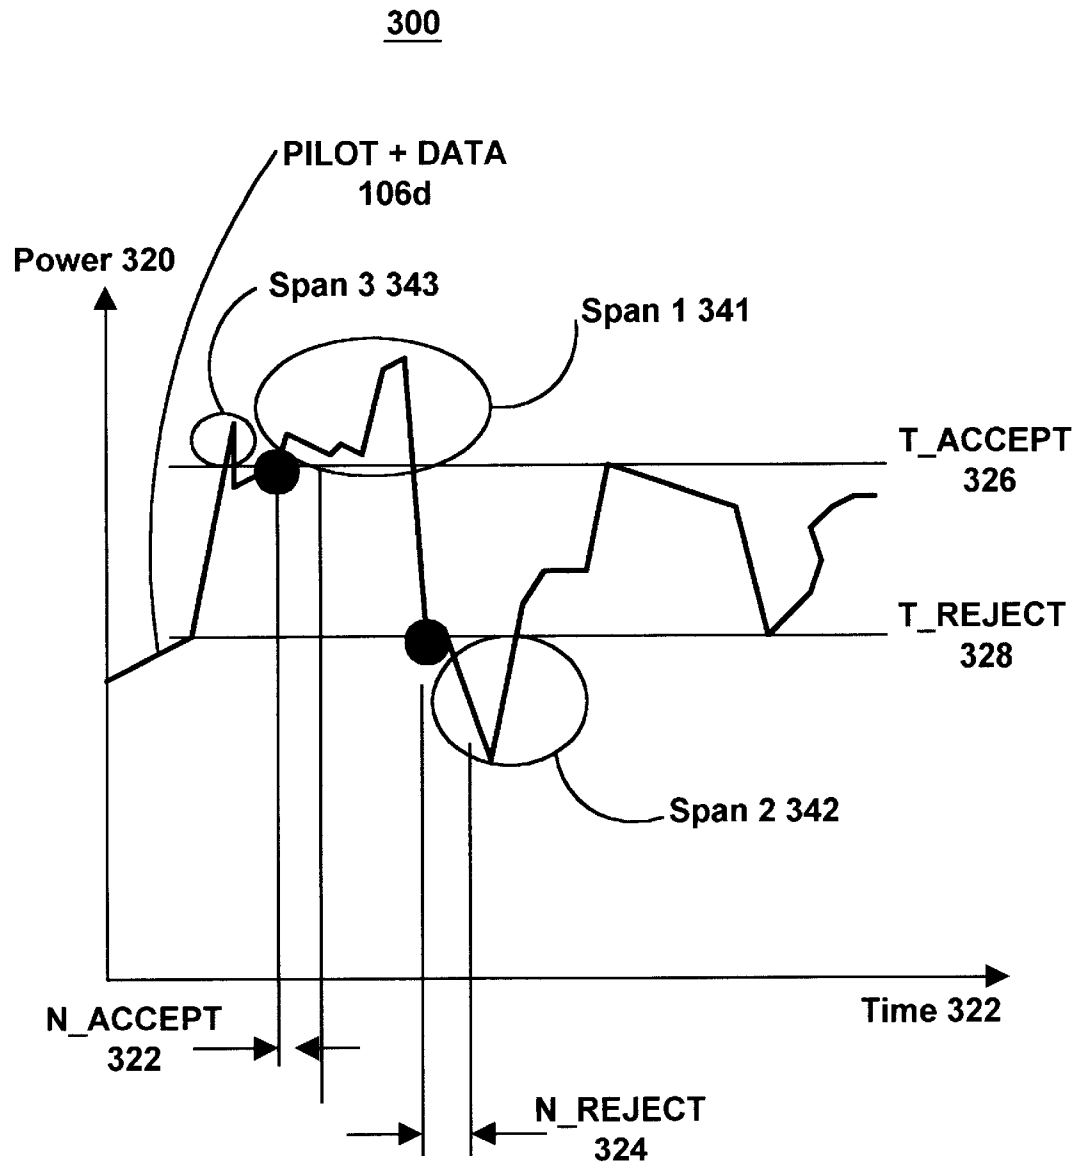 300
PILOT + DATA
106d
Power 320
Span 3 343
Span 1 341
T_ACCEPT
326
T_REJECT
328
Span 2 342
Time 322
N_ACCEPT
322
N_REJECT
324